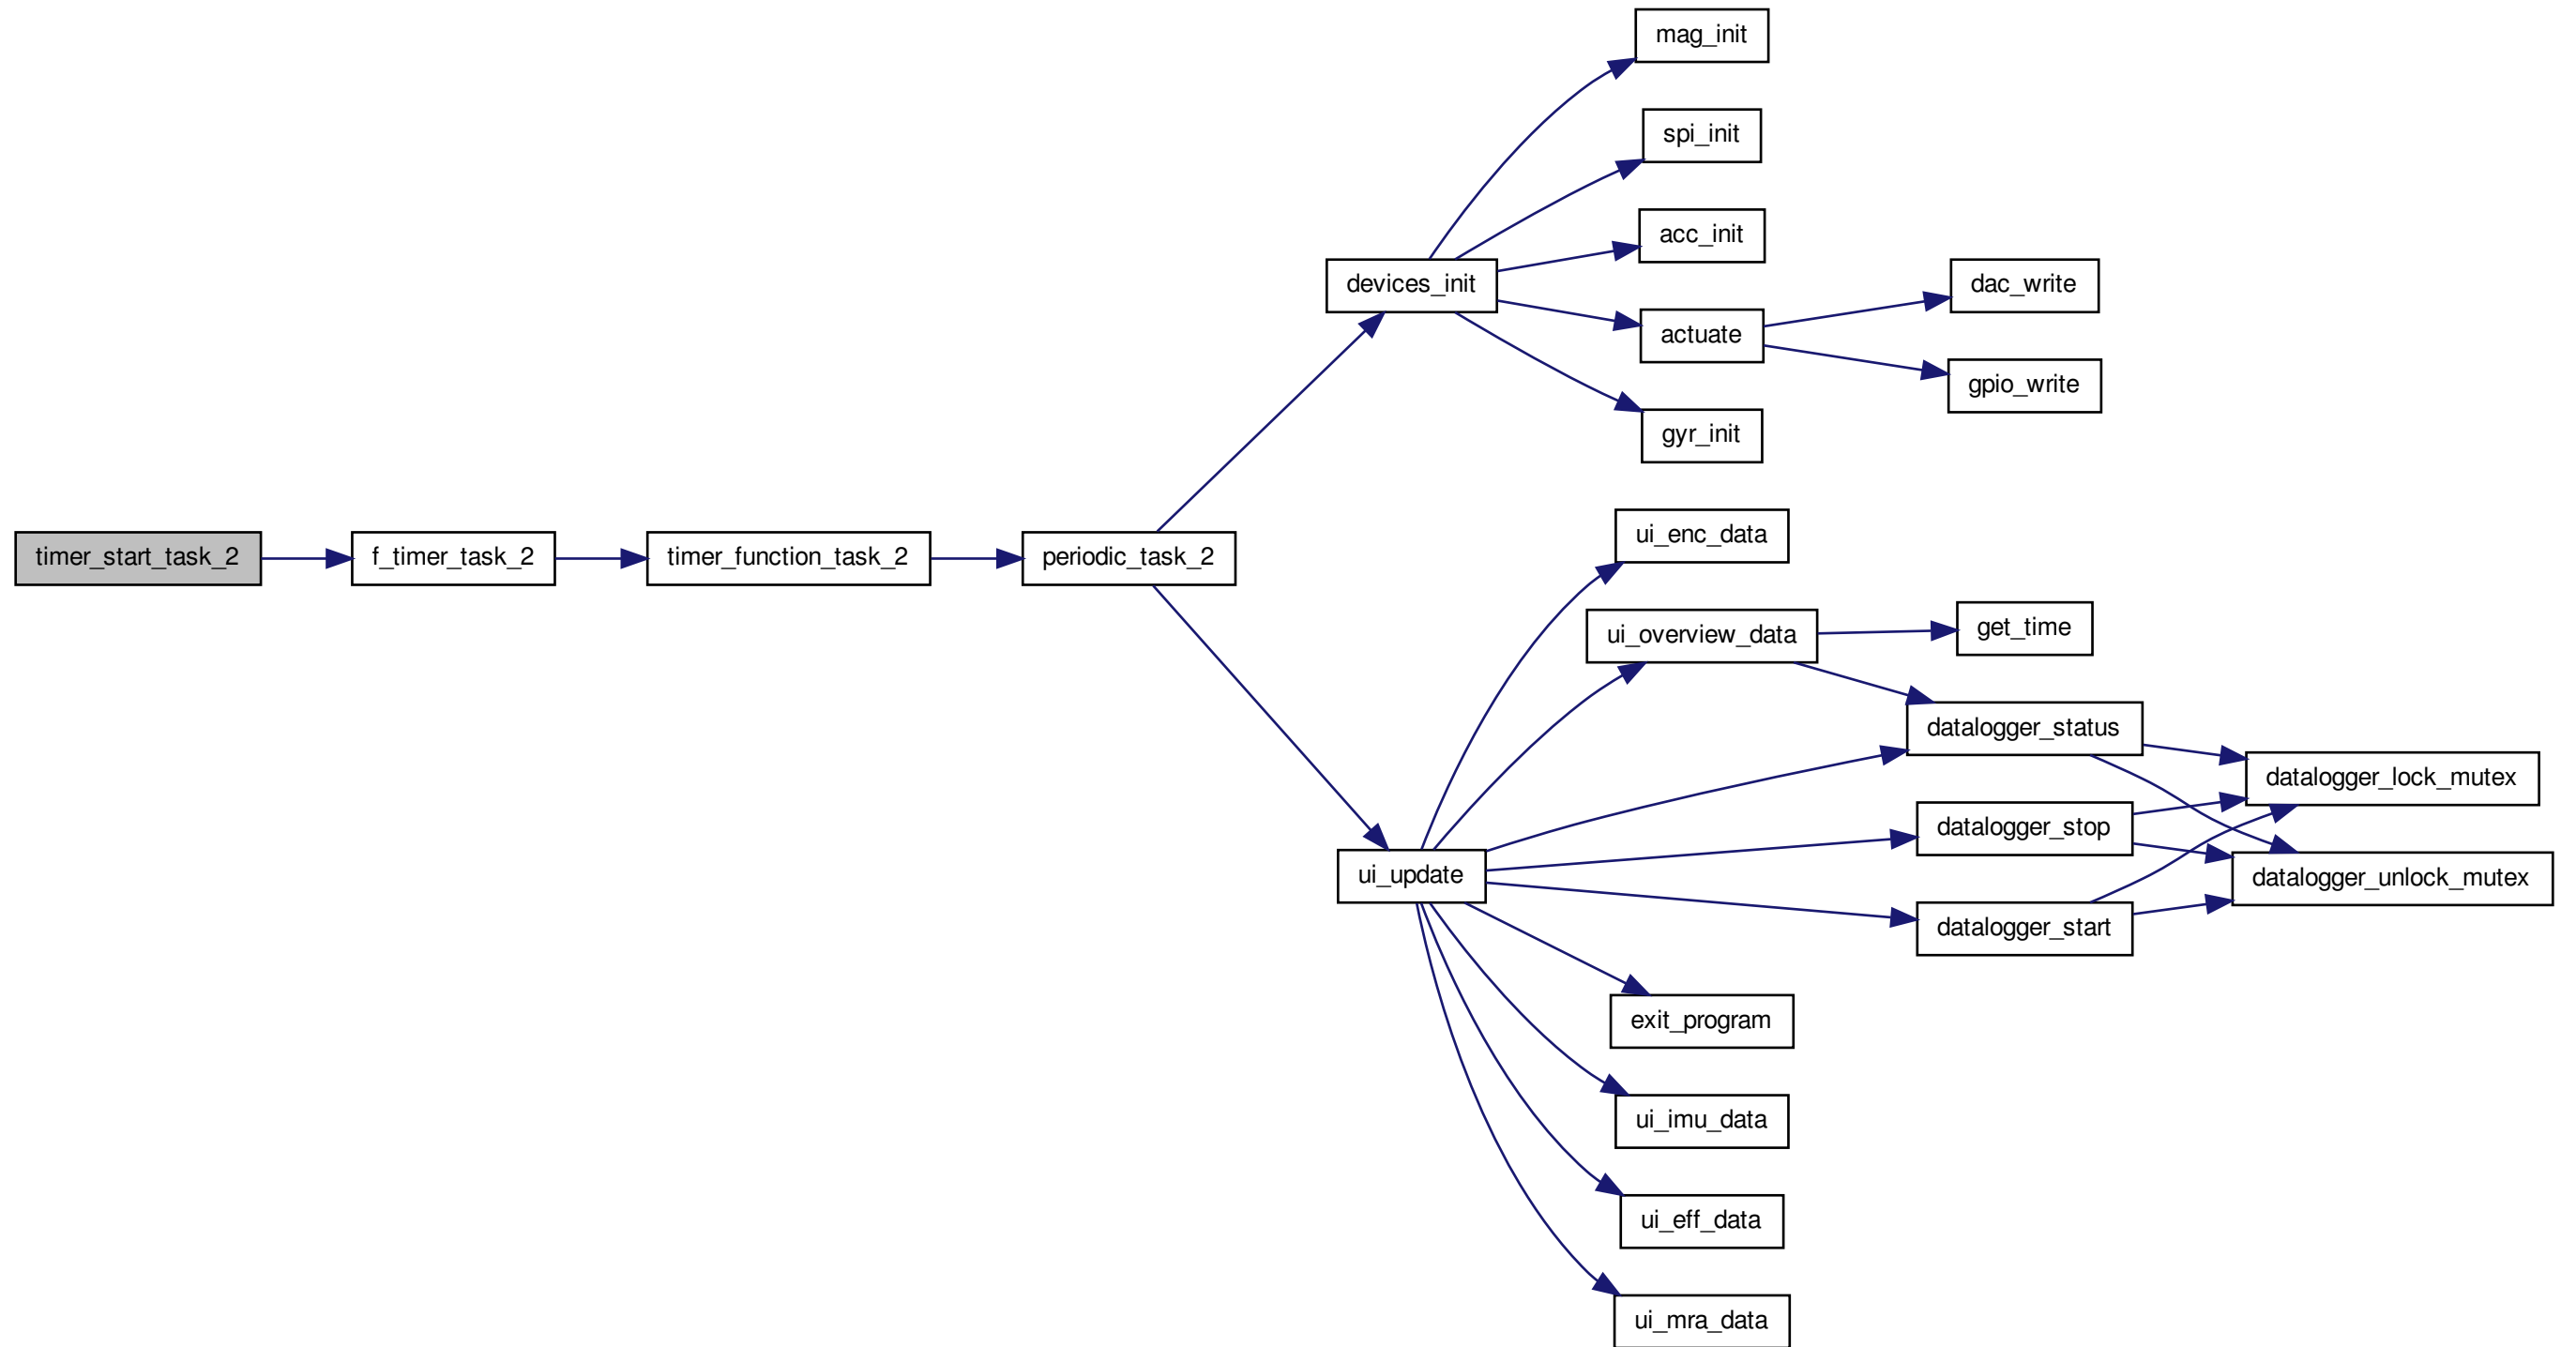 mag_init
spi_init
acc_init
devices_init
dac_write
actuate
gpio_write
gyr_init
ui_enc_data
timer_start_task_2
f_timer_task_2
timer_function_task_2
periodic_task_2
ui_overview_data
get_time
datalogger_status
datalogger_lock_mutex
datalogger_stop
ui_update
datalogger_unlock_mutex
datalogger_start
exit_program
ui_imu_data
ui_eff_data
ui_mra_data